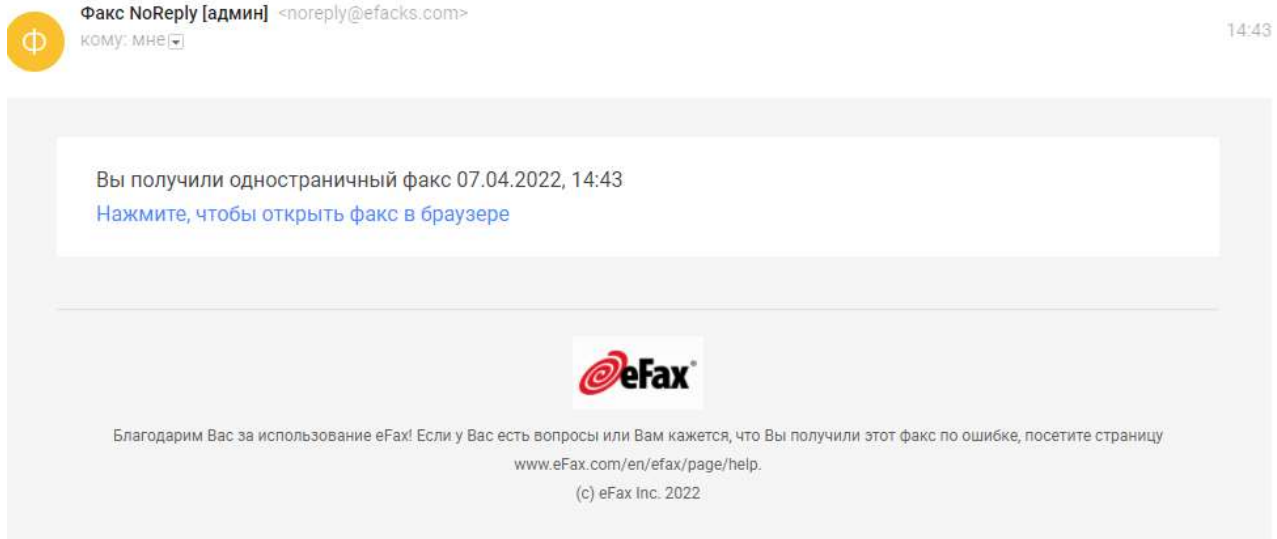 Факс NoReply [админ] <noreply@efacks.com>
Ф
кому: мне
14:43
Вы получили одностраничный факс 07.04.2022, 14:43
Нажмите, чтобы открыть факс в браузере
eFax®
Благодарим Вас за использование eFax! Если у Вас есть вопросы или Вам кажется, что Вы получили этот факс по ошибке, посетите страницу
www.eFax.com/en/efax/page/help.
(c) eFax Inc. 2022